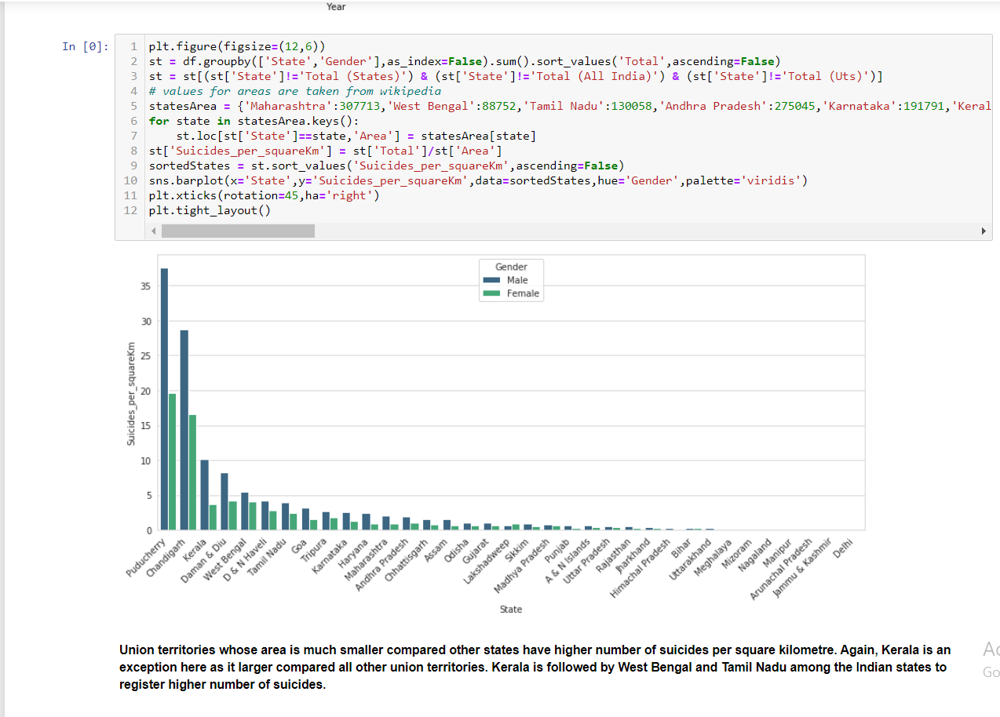 Year
In [0]:
1 plt.figure(figsize=(12,6))
2 st = df.groupby(['State','Gender'],as_index=False).sum().sort_values('Total',ascending=False)
3 st = st[(st['State']!='Total (States)') & (st['State']!='Total (All India)') & (st['State']!='Total (Uts)')]
4 # values for areas are taken from wikipedia
5 statesArea = {'Maharashtra':307713,'West Bengal':88752,'Tamil Nadu':130058,'Andhra Pradesh':275045,'Karnataka':191791,'Keral
6 for state in statesArea.keys():
7     st.loc[st['State']==state,'Area'] = statesArea[state]
8 st['Suicides_per_squareKm'] = st['Total']/st['Area']
9 sortedStates = st.sort_values('Suicides_per_squareKm',ascending=False)
10 sns.barplot(x='State',y='Suicides_per_squareKm',data=sortedStates,hue='Gender',palette='viridis')
11 plt.xticks(rotation=45,ha='right')
12 plt.tight_layout()
Gender
Male
Female
35
30
25
20
15
10
5
0
Suicides_per_squareKm
Puducherry
Chandigarh
Kerala
Daman & Diu
West Bengal
D & N Haveli
Tamil Nadu
Goa
Tripura
Karnataka
Haryana
Maharashtra
Andhra Pradesh
Chhattisgarh
Assam
Odisha
Gujarat
Lakshadweep
Sikkim
Madhya Pradesh
Punjab
A & N Islands
Uttar Pradesh
Rajasthan
Jharkhand
Himachal Pradesh
Bihar
Uttarakhand
Meghalaya
Mizoram
Nagaland
Manipur
Arunachal Pradesh
Jammu & Kashmir
Delhi
State
Union territories whose area is much smaller compared other states have higher number of suicides per square kilometre. Again, Kerala is an
exception here as it larger compared all other union territories. Kerala is followed by West Bengal and Tamil Nadu among the Indian states to
register higher number of suicides.
Ac
Go